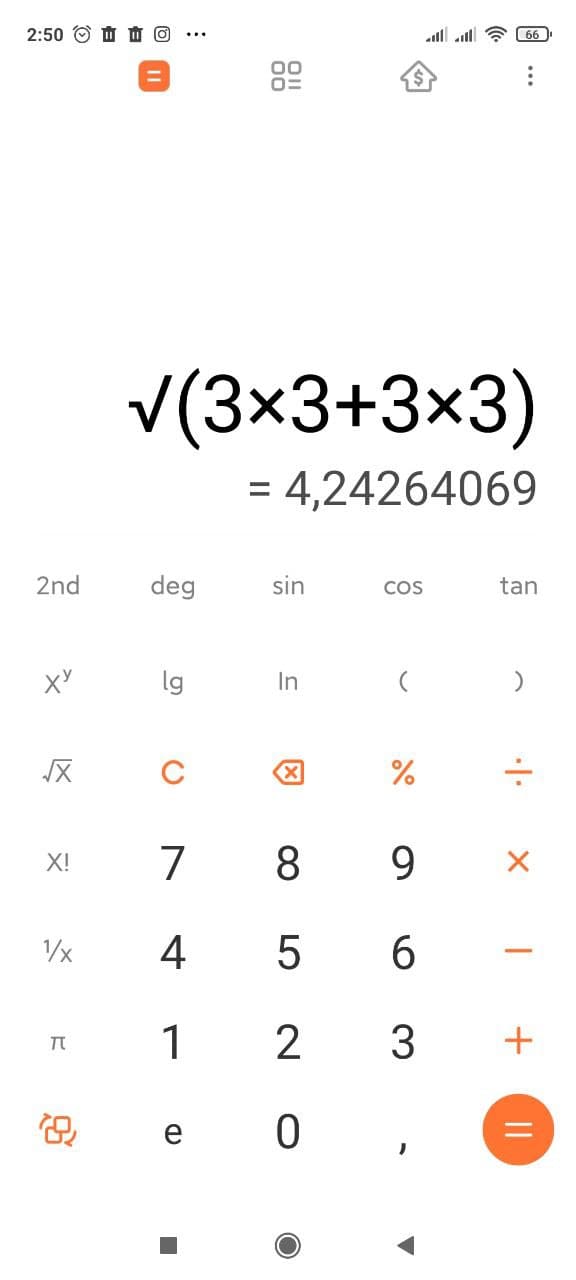 2:50 66
√(3×3+3×3)
= 4,24264069
2nd deg sin cos tan
xʸ lg ln ( )
√x C % ÷
X! 7 8 9 ×
¹/x 4 5 6 −
π 1 2 3 +
e 0 , =